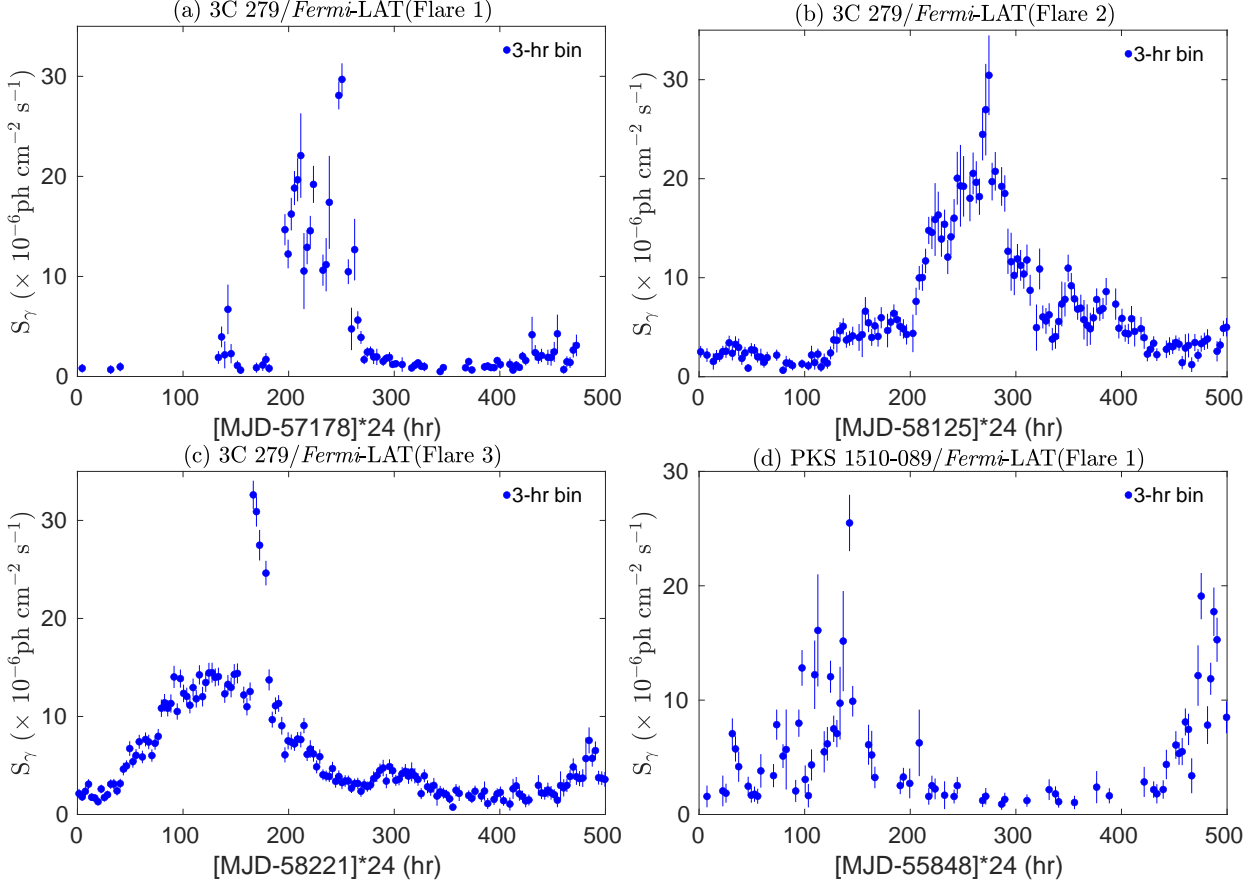 (a) 3C 279/Fermi-LAT(Flare 1)
3-hr bin
S_γ (× 10⁻⁶ph cm⁻² s⁻¹)
30
20
10
0
0 100 200 300 400 500
[MJD-57178]*24 (hr)
(b) 3C 279/Fermi-LAT(Flare 2)
3-hr bin
S_γ (× 10⁻⁶ph cm⁻² s⁻¹)
30
20
10
0
0 100 200 300 400 500
[MJD-58125]*24 (hr)
(c) 3C 279/Fermi-LAT(Flare 3)
3-hr bin
S_γ (× 10⁻⁶ph cm⁻² s⁻¹)
30
20
10
0
0 100 200 300 400 500
[MJD-58221]*24 (hr)
(d) PKS 1510-089/Fermi-LAT(Flare 1)
3-hr bin
S_γ (× 10⁻⁶ph cm⁻² s⁻¹)
30
20
10
0
0 100 200 300 400 500
[MJD-55848]*24 (hr)